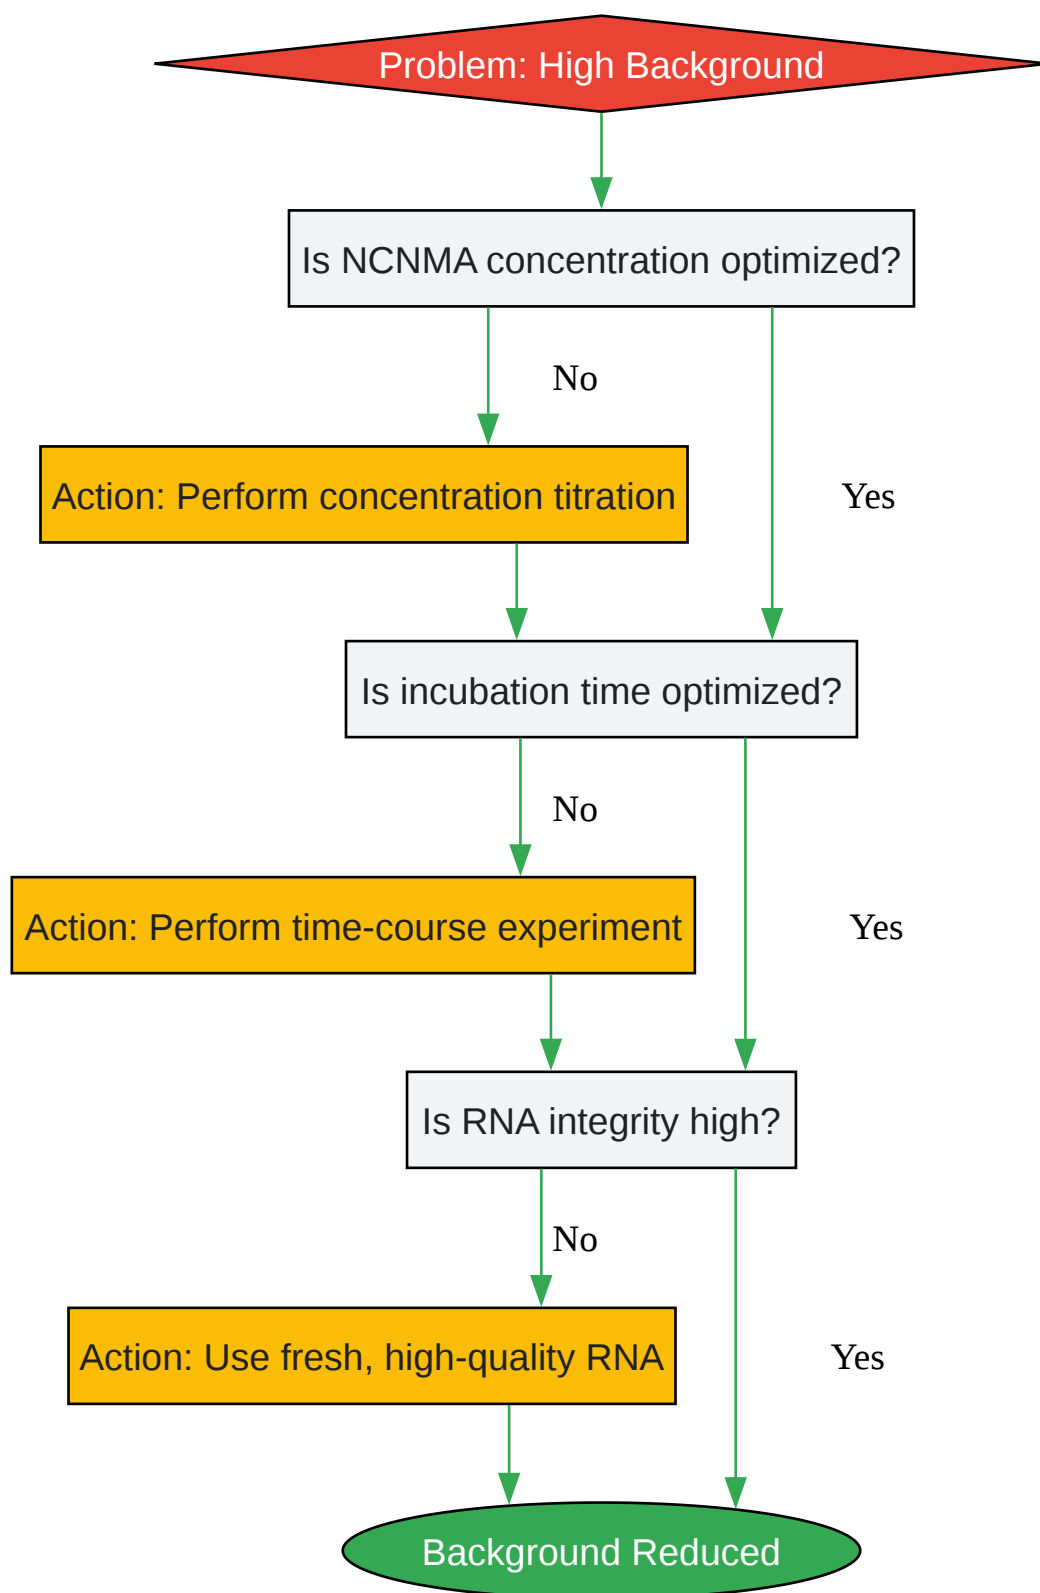 Problem: High Background
Is NCNMA concentration optimized?
No
Action: Perform concentration titration
Yes
Is incubation time optimized?
No
Action: Perform time-course experiment
Yes
Is RNA integrity high?
No
Action: Use fresh, high-quality RNA
Yes
Background Reduced